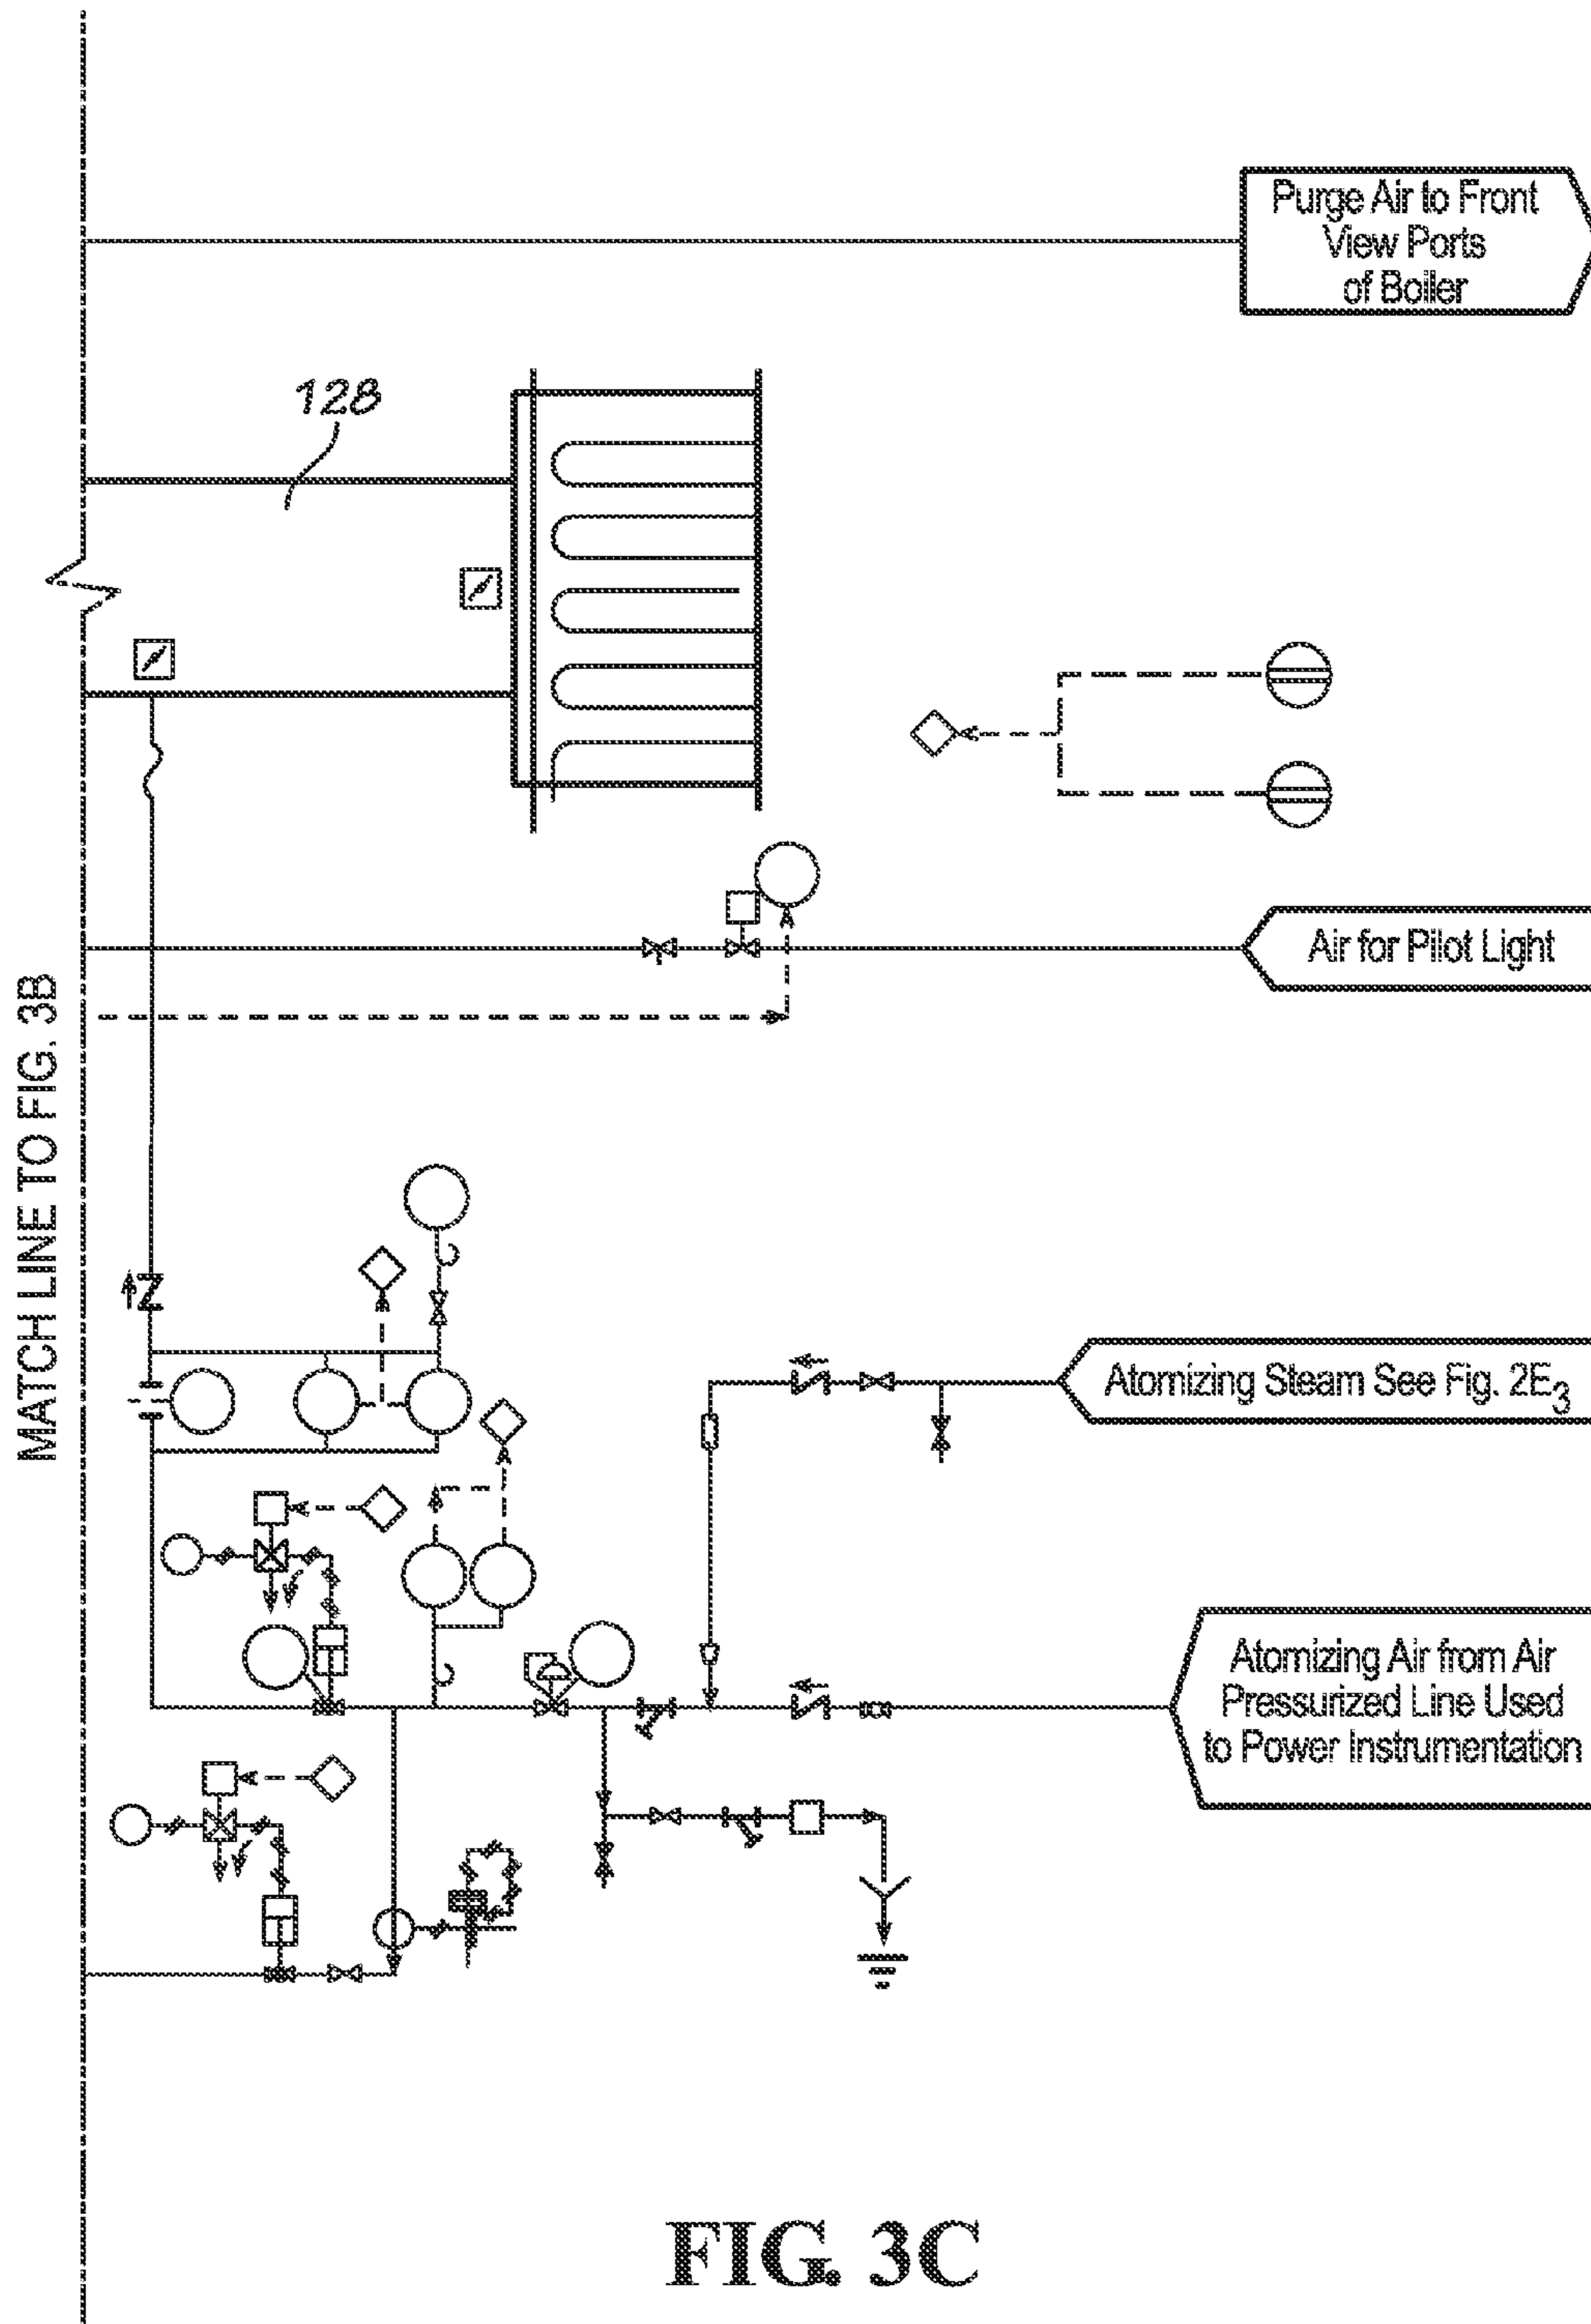 Purge Air to Front
View Ports
of Boiler
128
Air for Pilot Light
MATCH LINE TO FIG. 3B
Atomizing Steam See Fig. 2E3
Atomizing Air from Air
Pressurized Line Used
to Power Instrumentation
FIG. 3C